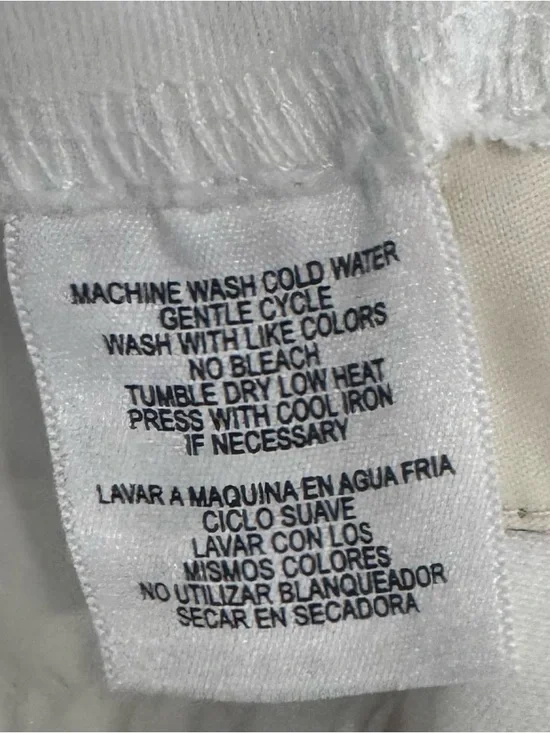 MACHINE WASH COLD WATER
GENTLE CYCLE
WASH WITH LIKE COLORS
NO BLEACH
TUMBLE DRY LOW HEAT
PRESS WITH COOL IRON
IF NECESSARY
LAVAR A MAQUINA EN AGUA FRIA
CICLO SUAVE
LAVAR CON LOS
MISMOS COLORES
NO UTILIZAR BLANQUEADOR
SECAR EN SECADORA